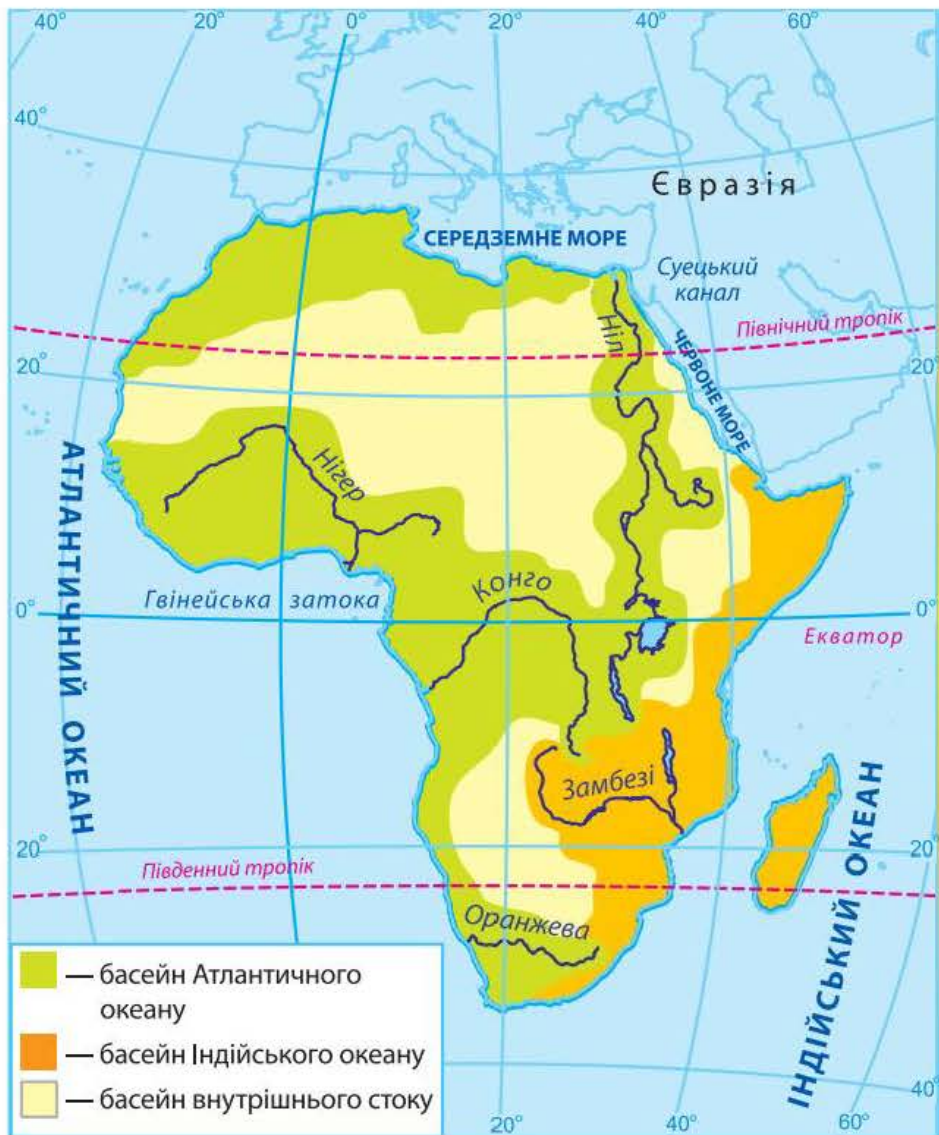 40° 20° 0° 20° 40° 60°
40°
Євразія
СЕРЕДЗЕМНЕ МОРЕ
Суецький
канал
Ніл
Північний тропік
ЧЕРВОНЕ МОРЕ
20° 20°
АТЛАНТИЧНИЙ ОКЕАН
Нігер
Конго
Гвінейська затока
0° 0°
Екватор
Замбезі
20° 20°
Південний тропік
ІНДІЙСЬКИЙ ОКЕАН
Оранжева
— басейн Атлантичного
океану
— басейн Індійського океану
— басейн внутрішнього стоку
40°
20° 40° 60°